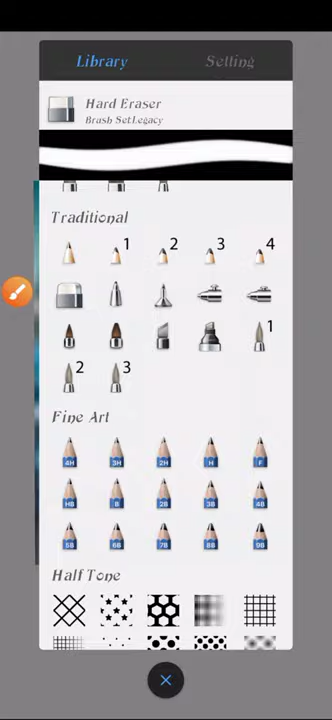 Library Setting
Hard Eraser
Brush Set:Legacy
Traditional
1 2 3 4
1
2 3
Fine Art
4H 3H 2H H F
HB B 2B 3B 4B
5B 6B 7B 8B 9B
Half Tone